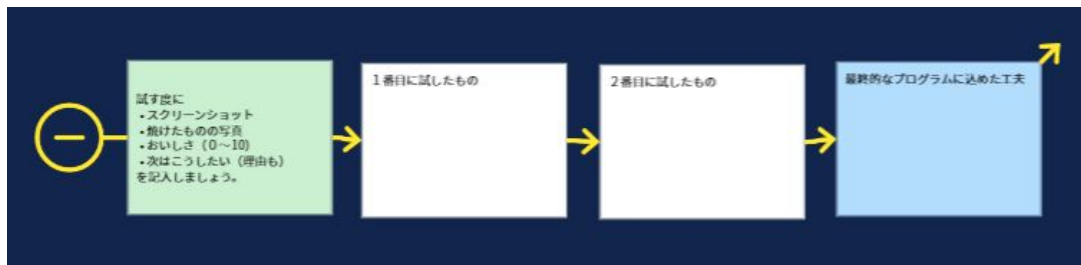 試す度に
・スクリーンショット
・焼けたものの写真
・おいしさ（０～10)
・次はこうしたい（理由も）
を記入しましょう。
１番目に試したもの
２番目に試したもの
最終的なプログラムに込めた工夫